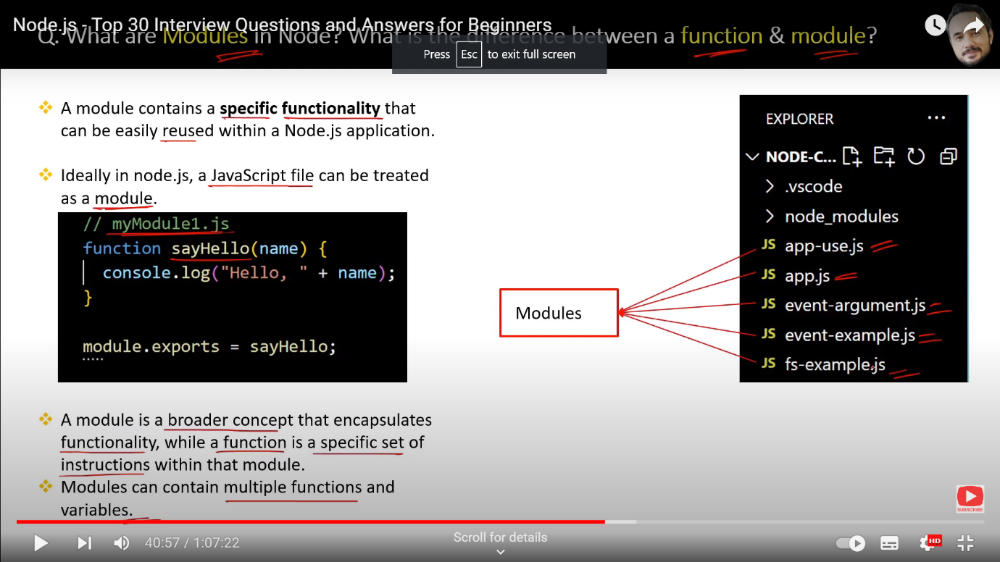 Node.js - Top 30 Interview Questions and Answers for Beginners
Q. What are Modules in Node? What is the difference between a function & module?
Press Esc to exit full screen
❖ A module contains a specific functionality that
can be easily reused within a Node.js application.
❖ Ideally in node.js, a JavaScript file can be treated
as a module.
// myModule1.js
function sayHello(name) {
console.log("Hello, " + name);
}
module.exports = sayHello;
❖ A module is a broader concept that encapsulates
functionality, while a function is a specific set of
instructions within that module.
❖ Modules can contain multiple functions and
variables.
Modules
EXPLORER ...
NODE-C...
.vscode
node_modules
JS app-use.js
JS app.js
JS event-argument.js
JS event-example.js
JS fs-example.js
SUBSCRIBE
40:57 / 1:07:22
Scroll for details
HD